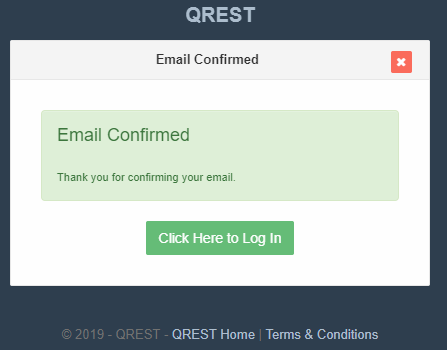 QREST
Email Confirmed
Email Confirmed
Thank you for confirming your email.
Click Here to Log In
© 2019 - QREST - QREST Home | Terms & Conditions